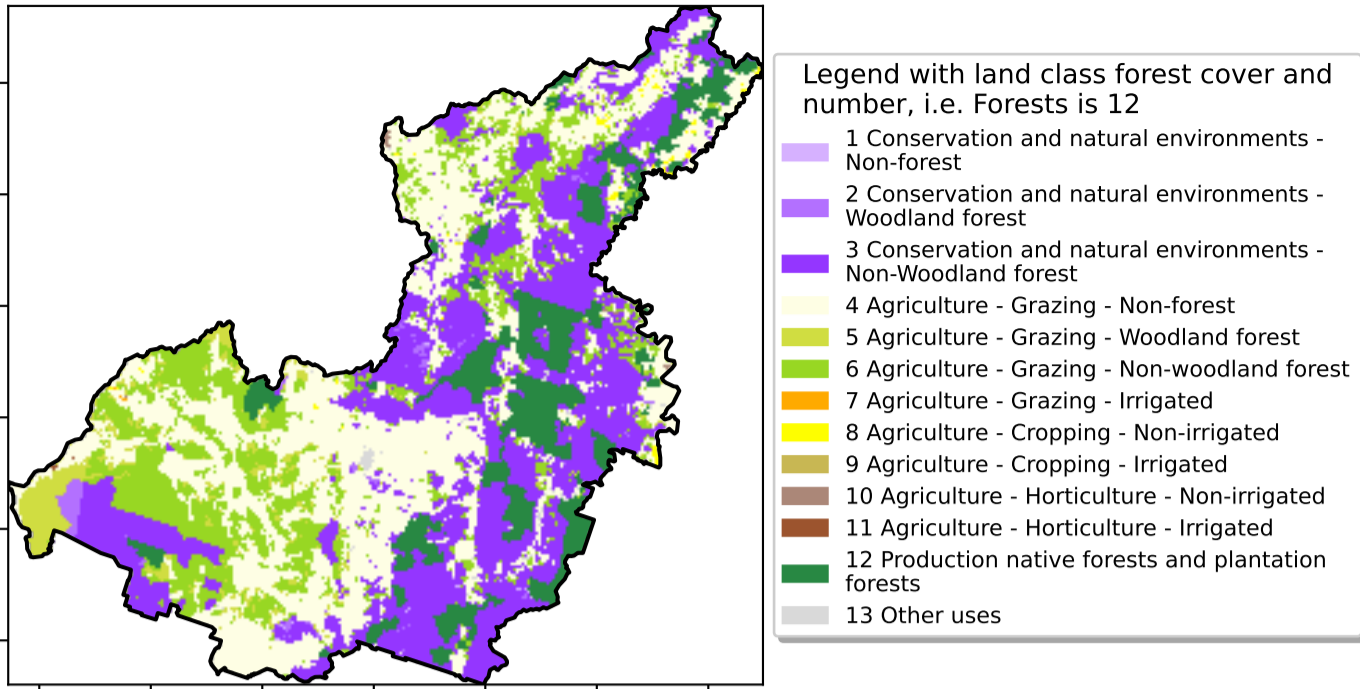 Legend with land class forest cover and
number, i.e. Forests is 12
1 Conservation and natural environments -
Non-forest
2 Conservation and natural environments -
Woodland forest
3 Conservation and natural environments -
Non-Woodland forest
4 Agriculture - Grazing - Non-forest
5 Agriculture - Grazing - Woodland forest
6 Agriculture - Grazing - Non-woodland forest
7 Agriculture - Grazing - Irrigated
8 Agriculture - Cropping - Non-irrigated
9 Agriculture - Cropping - Irrigated
10 Agriculture - Horticulture - Non-irrigated
11 Agriculture - Horticulture - Irrigated
12 Production native forests and plantation
forests
13 Other uses